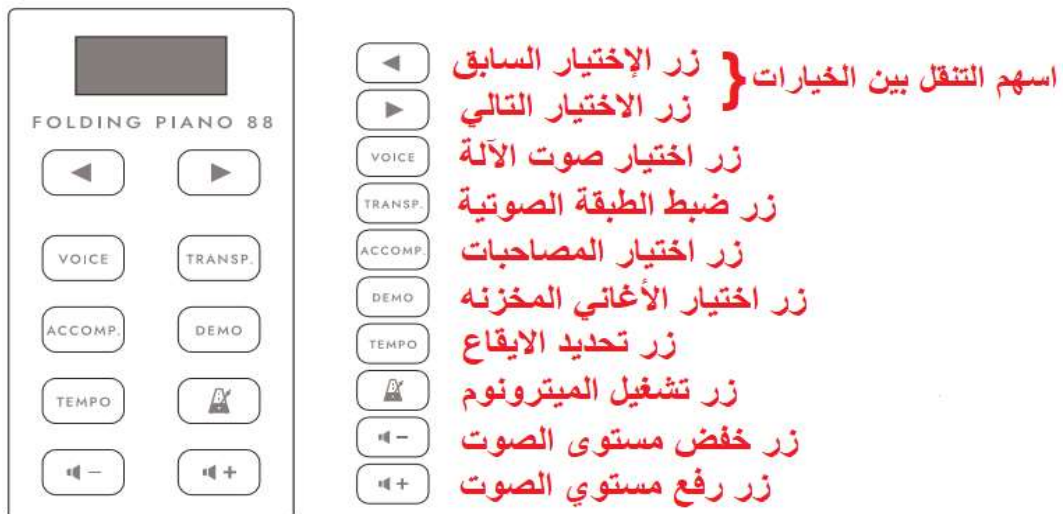 FOLDING PIANO 88
VOICE TRANSP.
ACCOMP. DEMO
TEMPO
اسهم التنقل بين الخيارات
زر الإختيار السابق
زر الاختيار التالي
VOICE زر اختيار صوت الآلة
TRANSP. زر ضبط الطبقة الصوتية
ACCOMP. زر اختيار المصاحبات
DEMO زر اختيار الأغاني المخزنه
TEMPO زر تحديد الايقاع
زر تشغيل الميترونوم
زر خفض مستوى الصوت
زر رفع مستوي الصوت